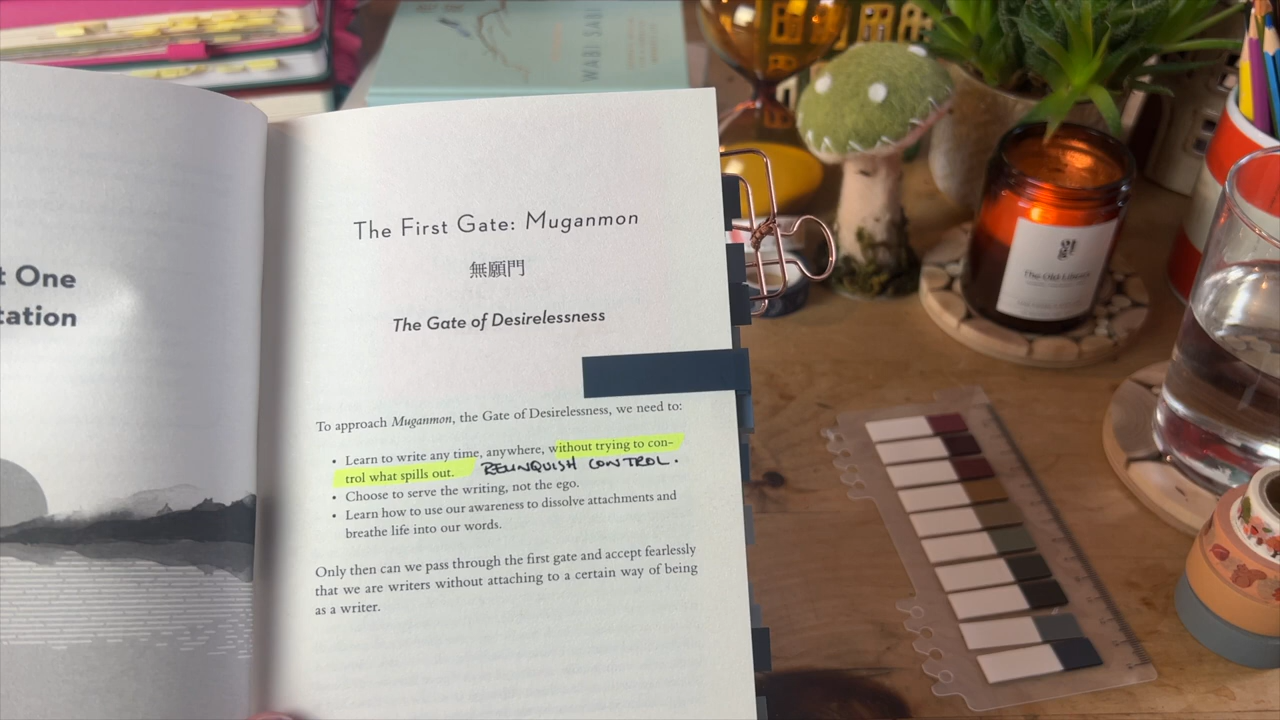 WABI SABI
t One
tation
The First Gate: Muganmon
無願門
The Gate of Desirelessness
To approach Muganmon, the Gate of Desirelessness, we need to:
• Learn to write any time, anywhere, without trying to con-
trol what spills out. RELINQUISH CONTROL.
• Choose to serve the writing, not the ego.
• Learn how to use our awareness to dissolve attachments and
breathe life into our words.
Only then can we pass through the first gate and accept fearlessly
that we are writers without attaching to a certain way of being
as a writer.
The Old Library